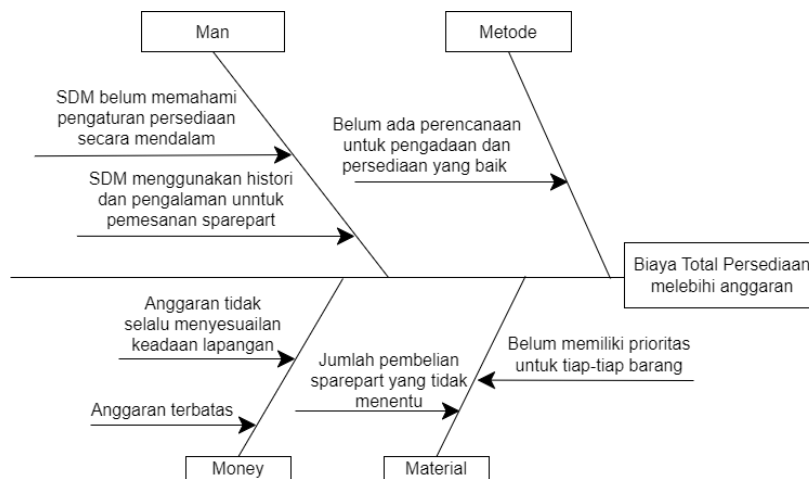 Man
Metode
SDM belum memahami
pengaturan persediaan
secara mendalam
Belum ada perencanaan
untuk pengadaan dan
persediaan yang baik
SDM menggunakan histori
dan pengalaman unntuk
pemesanan sparepart
Biaya Total Persediaan
melebihi anggaran
Anggaran tidak
selalu menyesuailan
keadaan lapangan
Jumlah pembelian
sparepart yang tidak
menentu
Belum memiliki prioritas
untuk tiap-tiap barang
Anggaran terbatas
Money
Material